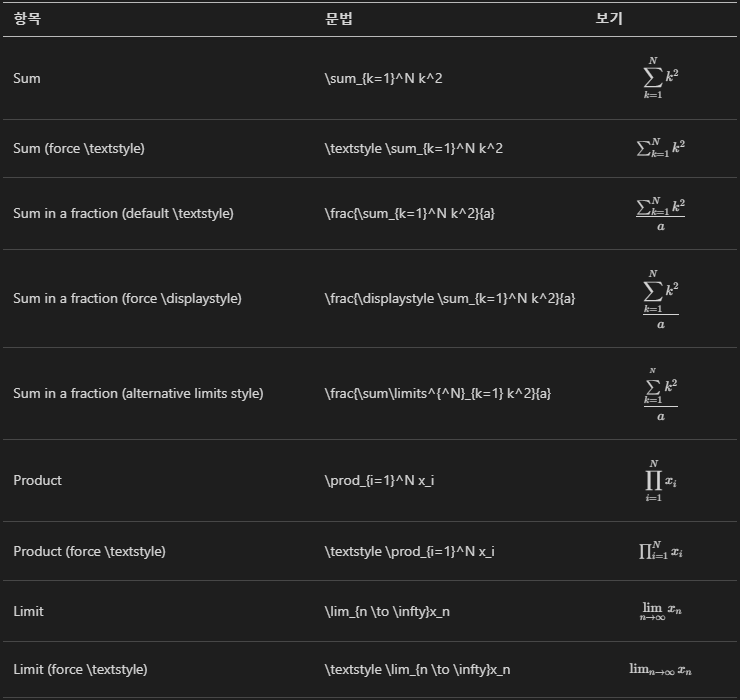 항목 문법 보기
Sum \sum_{k=1}^N k^2 $\sum_{k=1}^N k^2$
Sum (force \textstyle) \textstyle \sum_{k=1}^N k^2 $\textstyle \sum_{k=1}^N k^2$
Sum in a fraction (default \textstyle) \frac{\sum_{k=1}^N k^2}{a} $\frac{\sum_{k=1}^N k^2}{a}$
Sum in a fraction (force \displaystyle) \frac{\displaystyle \sum_{k=1}^N k^2}{a} $\frac{\displaystyle \sum_{k=1}^N k^2}{a}$
Sum in a fraction (alternative limits style) \frac{\sum\limits^{^N}_{k=1} k^2}{a} $\frac{\sum\limits^{^N}_{k=1} k^2}{a}$
Product \prod_{i=1}^N x_i $\prod_{i=1}^N x_i$
Product (force \textstyle) \textstyle \prod_{i=1}^N x_i $\textstyle \prod_{i=1}^N x_i$
Limit \lim_{n \to \infty}x_n $\lim_{n \to \infty}x_n$
Limit (force \textstyle) \textstyle \lim_{n \to \infty}x_n $\textstyle \lim_{n \to \infty}x_n$